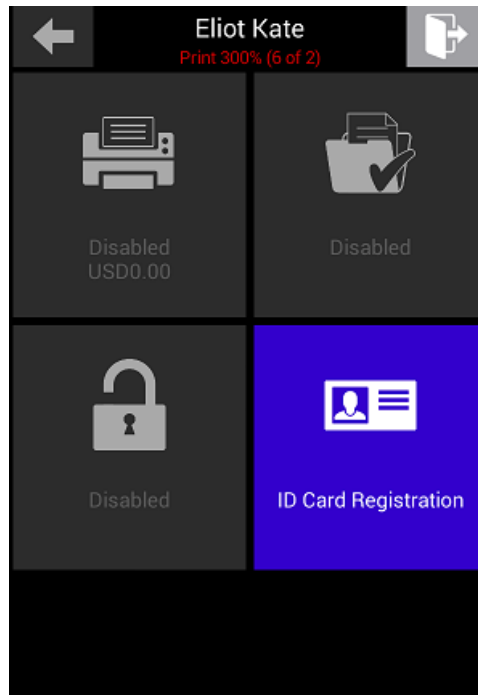 Eliot Kate
Print 300% (6 of 2)
Disabled
USD0.00
Disabled
Disabled
ID Card Registration